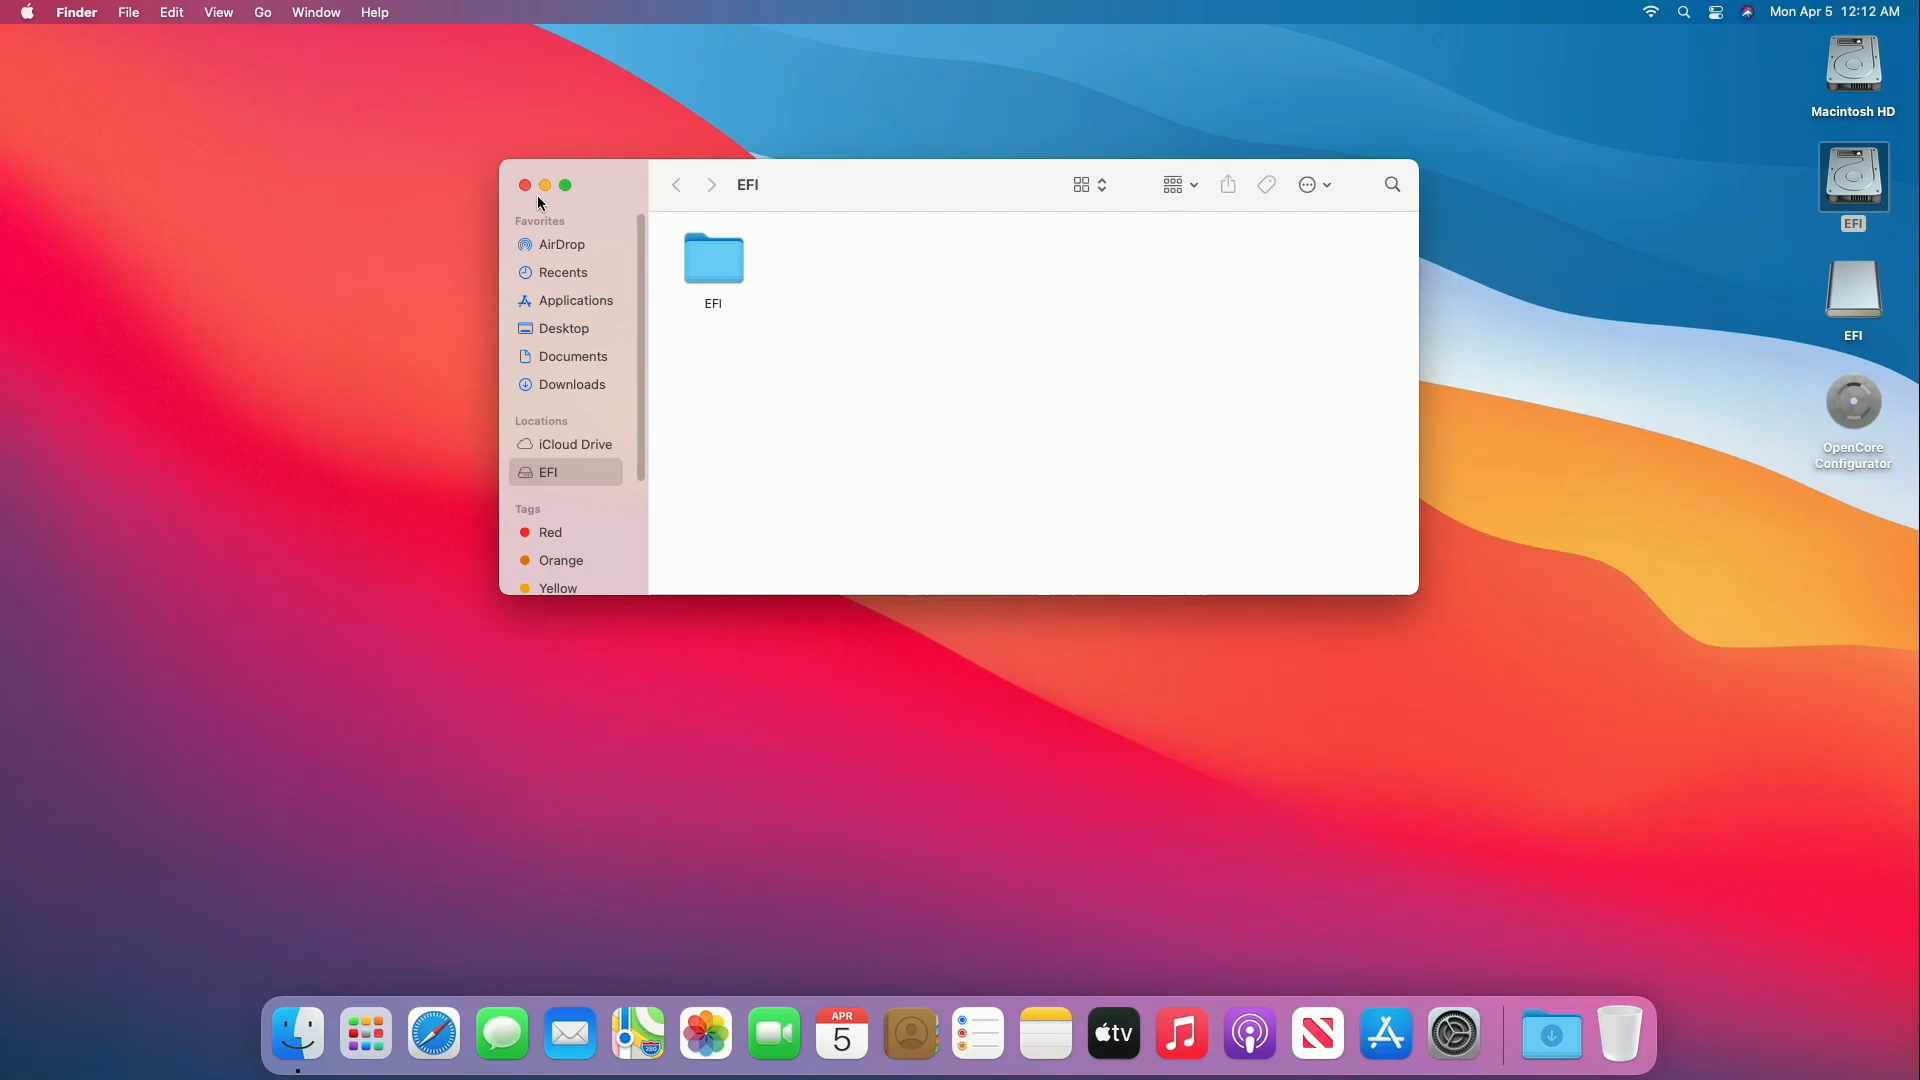 Finder File Edit View Go Window Help Mon Apr 5 12:12 AM
Macintosh HD
EFI
EFI
OpenCore
Configurator
EFI
Favorites
AirDrop
Recents
Applications
Desktop
Documents
Downloads
Locations
iCloud Drive
EFI
Tags
Red
Orange
Yellow
EFI
280
APR
5
tv